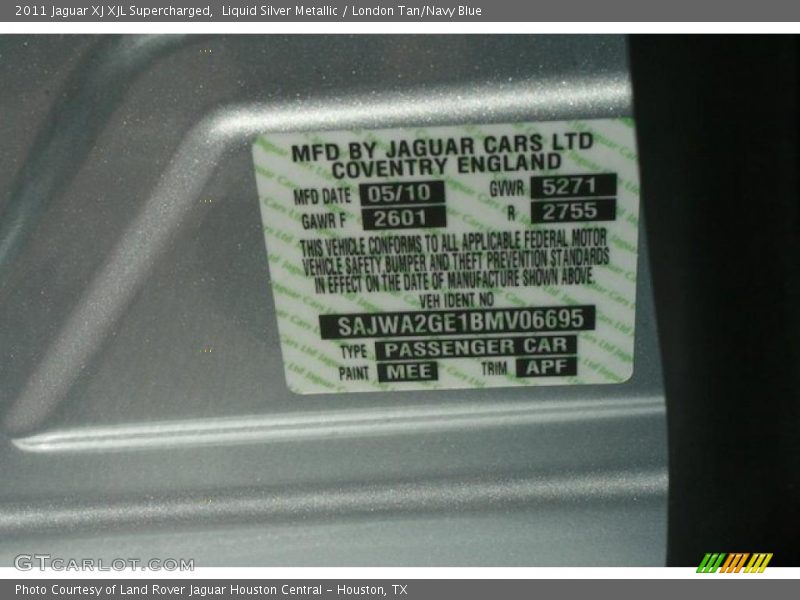 2011 Jaguar XJ XJL Supercharged,  Liquid Silver Metallic / London Tan/Navy Blue
MFD BY JAGUAR CARS LTD
COVENTRY ENGLAND
MFD DATE 05/10 GVWR 5271
GAWR F 2601 R 2755
THIS VEHICLE CONFORMS TO ALL APPLICABLE FEDERAL MOTOR
VEHICLE SAFETY, BUMPER AND THEFT PREVENTION STANDARDS
IN EFFECT ON THE DATE OF MANUFACTURE SHOWN ABOVE
VEH IDENT NO
SAJWA2GE1BMV06695
TYPE PASSENGER CAR
PAINT MEE TRIM APF
GTCARLOT.COM
Photo Courtesy of Land Rover Jaguar Houston Central - Houston, TX